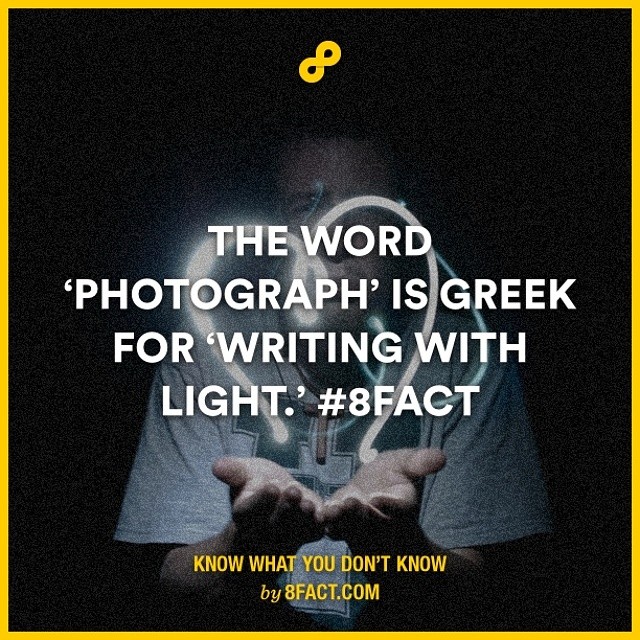 THE WORD
‘PHOTOGRAPH’ IS GREEK
FOR ‘WRITING WITH
LIGHT.’ #8FACT
KNOW WHAT YOU DON’T KNOW
by 8FACT.COM